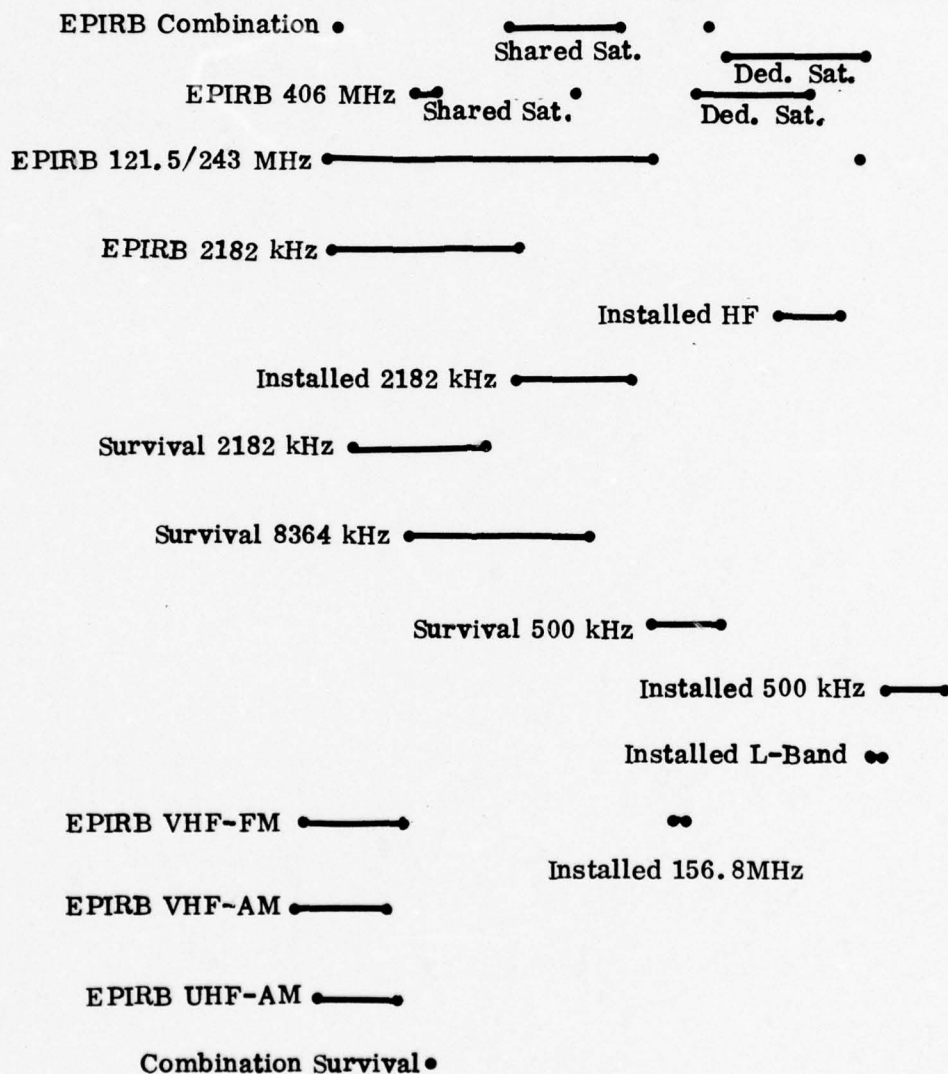 EPIRB Combination
Shared Sat.
Ded. Sat.
EPIRB 406 MHz
Shared Sat.
Ded. Sat.
EPIRB 121.5/243 MHz
EPIRB 2182 kHz
Installed HF
Installed 2182 kHz
Survival 2182 kHz
Survival 8364 kHz
Survival 500 kHz
Installed 500 kHz
Installed L-Band
EPIRB VHF-FM
Installed 156.8MHz
EPIRB VHF-AM
EPIRB UHF-AM
Combination Survival